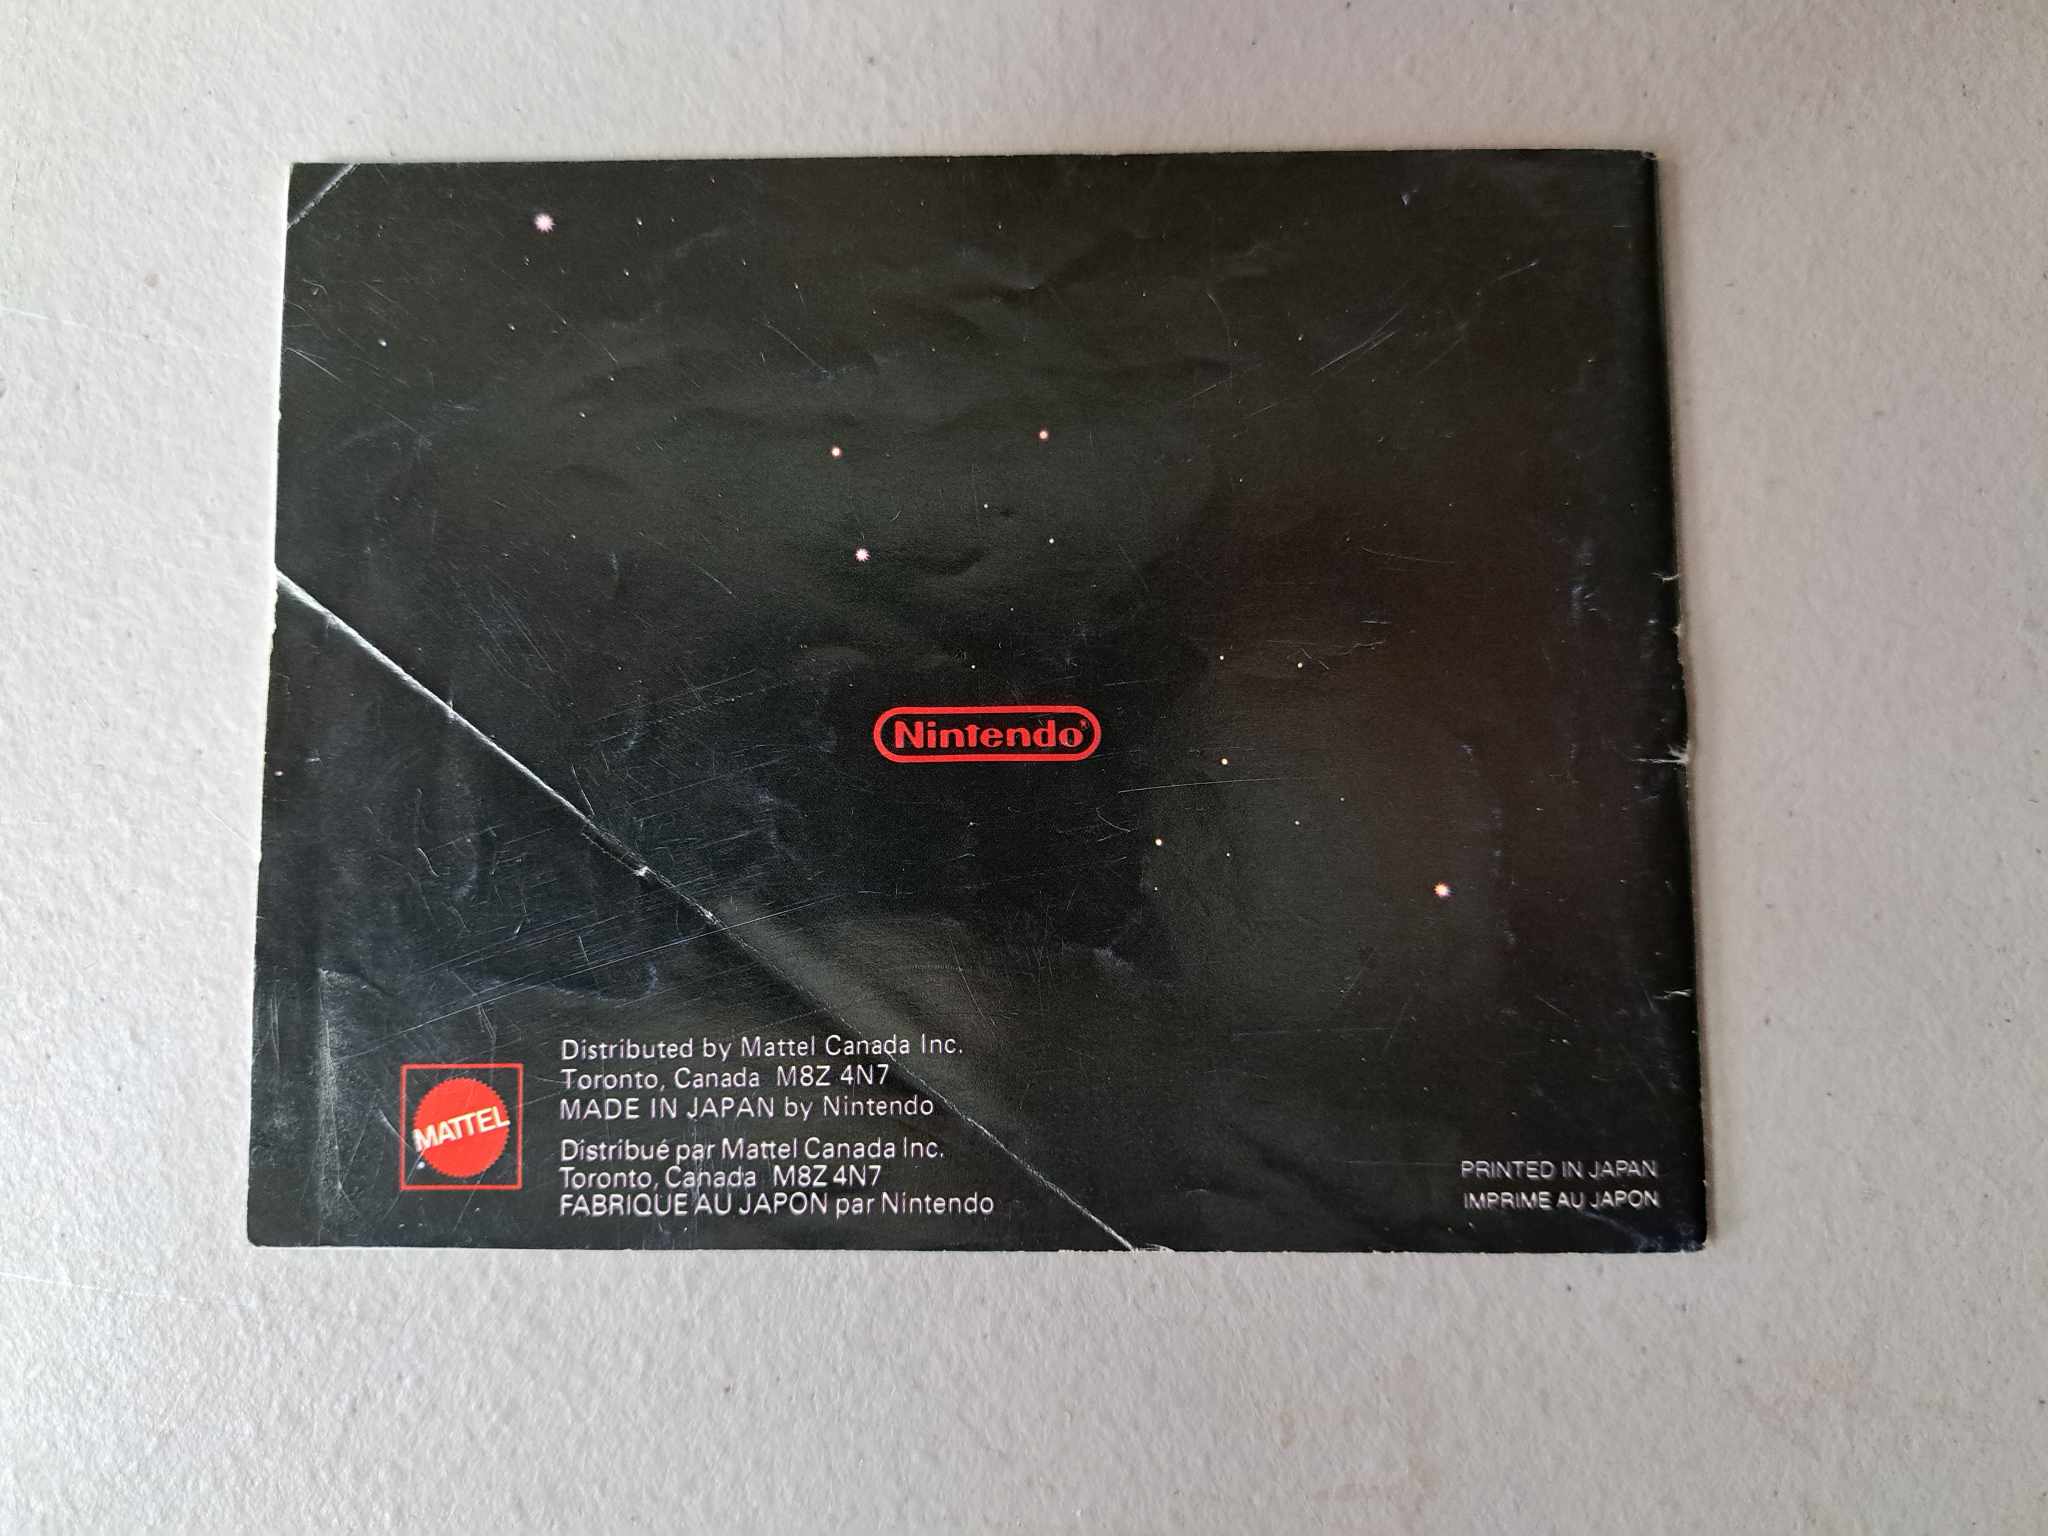 Nintendo®
MATTEL
Distributed by Mattel Canada Inc.
Toronto, Canada M8Z 4N7
MADE IN JAPAN by Nintendo
Distribué par Mattel Canada Inc.
Toronto, Canada M8Z 4N7
FABRIQUE AU JAPON par Nintendo
PRINTED IN JAPAN
IMPRIME AU JAPON